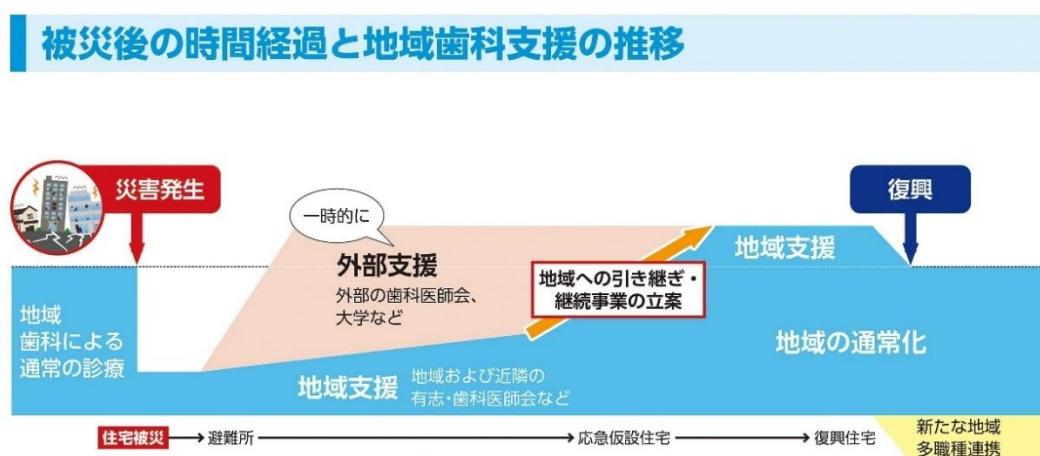 被災後の時間経過と地域歯科支援の推移
災害発生
復興
一時的に
外部支援
外部の歯科医師会、
大学など
地域への引き継ぎ・
継続事業の立案
地域支援
地域
歯科による
通常の診療
地域の通常化
地域支援
地域および近隣の
有志・歯科医師会など
住宅被災
避難所
応急仮設住宅
復興住宅
新たな地域
多職種連携